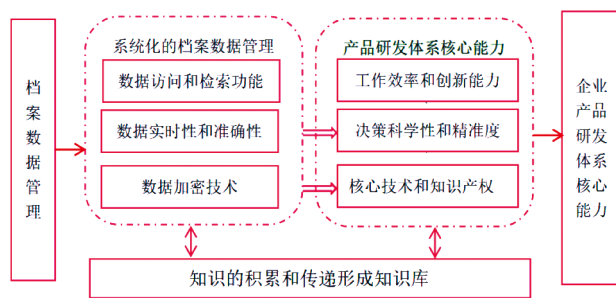 档案数据管理
系统化的档案数据管理
数据访问和检索功能
数据实时性和准确性
数据加密技术
产品研发体系核心能力
工作效率和创新能力
决策科学性和精准度
核心技术和知识产权
企业
产品
研发
体系
核心
能力
知识的积累和传递形成知识库